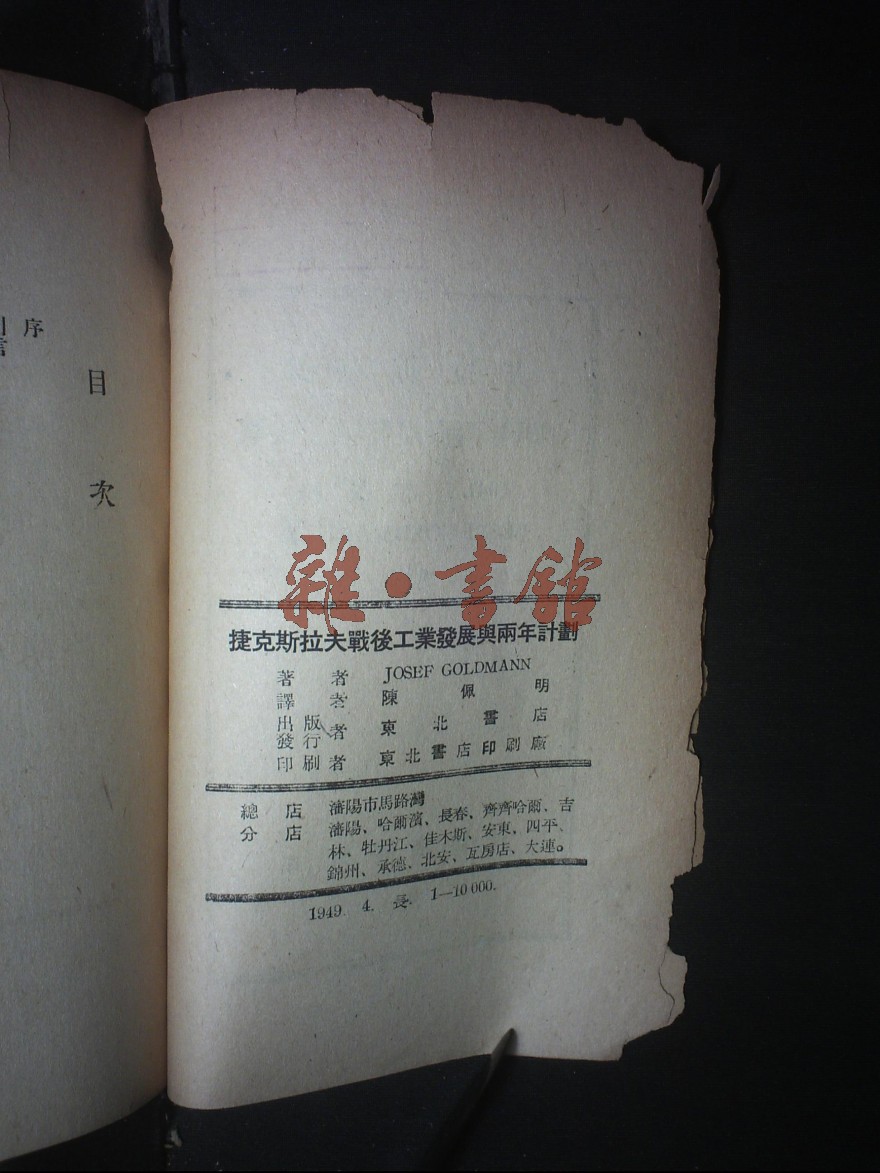 序
目 次
雜·書館
捷克斯拉夫戰後工業發展與兩年計劃
著 者 JOSEF GOLDMANN
譯 者 陳 佩 明
出版發行者 東 北 書 店
印刷者 東北書店印刷廠
總 店 瀋陽市馬路灣
分 店 瀋陽、哈爾濱、長春、齊齊哈爾、吉
林、牡丹江、佳木斯、安東、四平、
錦州、承德、北安、瓦房店、大連。
1949. 4. 長. 1—10 000.